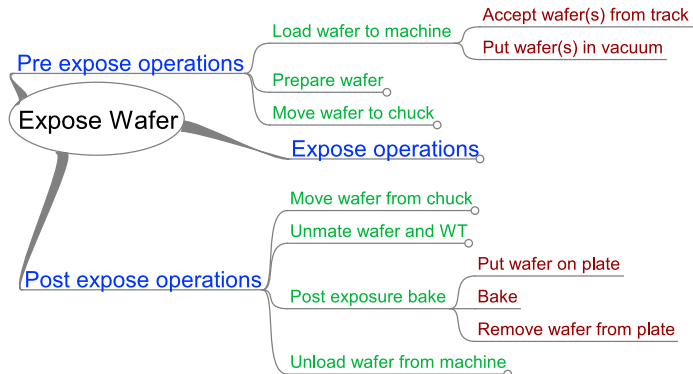 Expose Wafer
Pre expose operations
Load wafer to machine
Accept wafer(s) from track
Put wafer(s) in vacuum
Prepare wafer
Move wafer to chuck
Expose operations
Post expose operations
Move wafer from chuck
Unmate wafer and WT
Post exposure bake
Put wafer on plate
Bake
Remove wafer from plate
Unload wafer from machine